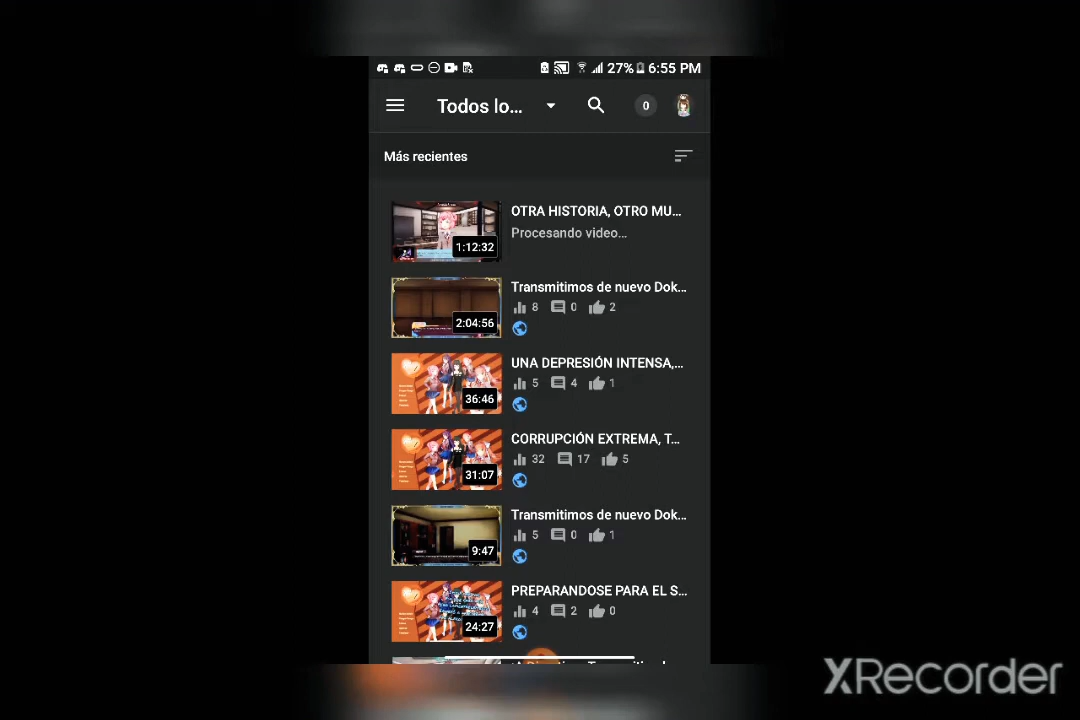 27% 6:55 PM
Todos lo...
0
Más recientes
1:12:32
OTRA HISTORIA, OTRO MU...
Procesando video...
2:04:56
Transmitimos de nuevo Dok...
8 0 2
36:46
UNA DEPRESIÓN INTENSA,...
5 4 1
31:07
CORRUPCIÓN EXTREMA, T...
32 17 5
9:47
Transmitimos de nuevo Dok...
5 0 1
24:27
PREPARANDOSE PARA EL S...
4 2 0
XRecorder